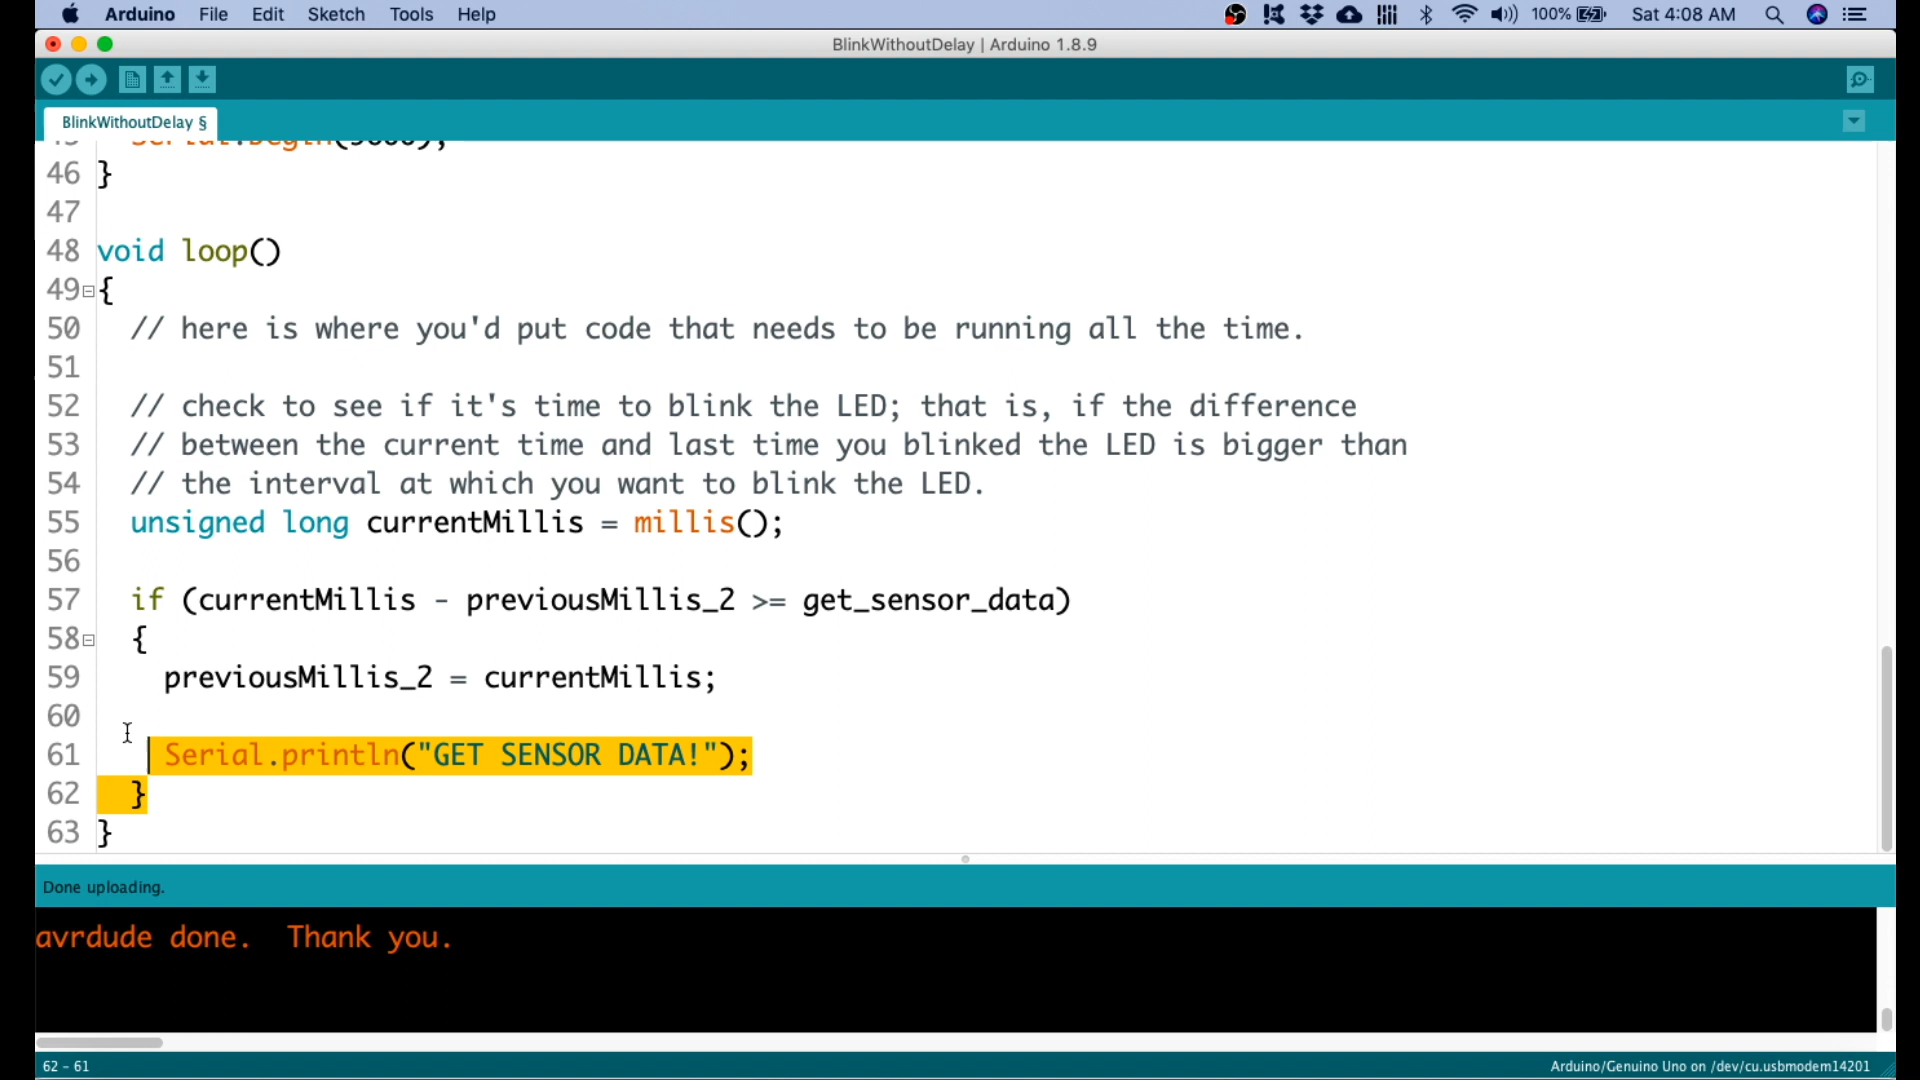 Arduino File Edit Sketch Tools Help 100% Sat 4:08 AM
BlinkWithoutDelay | Arduino 1.8.9
BlinkWithoutDelay §
46 }
47
48 void loop()
49 {
50 // here is where you'd put code that needs to be running all the time.
51
52 // check to see if it's time to blink the LED; that is, if the difference
53 // between the current time and last time you blinked the LED is bigger than
54 // the interval at which you want to blink the LED.
55 unsigned long currentMillis = millis();
56
57 if (currentMillis - previousMillis_2 >= get_sensor_data)
58 {
59 previousMillis_2 = currentMillis;
60
61 Serial.println("GET SENSOR DATA!");
62 }
63 }
Done uploading.
avrdude done. Thank you.
62 - 61 Arduino/Genuino Uno on /dev/cu.usbmodem14201